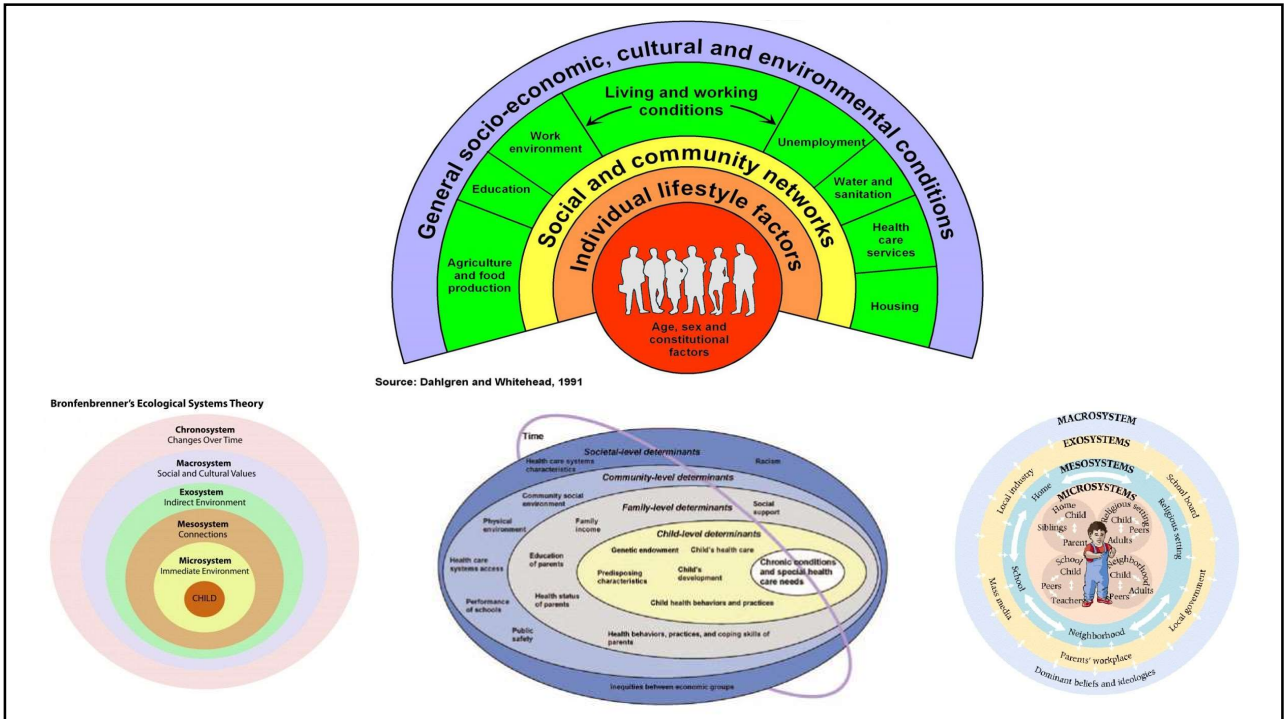 General socio-economic, cultural and environmental conditions
Living and working
conditions
Work
environment
Unemployment
Education
Water and
sanitation
Agriculture
and food
production
Health
care
services
Housing
Social and community networks
Individual lifestyle factors
Age, sex and
constitutional
factors
Source: Dahlgren and Whitehead, 1991
Bronfenbrenner's Ecological Systems Theory
Chronosystem
Changes Over Time
Macrosystem
Social and Cultural Values
Exosystem
Indirect Environment
Mesosystem
Connections
Microsystem
Immediate Environment
CHILD
Time
Societal-level determinants
Health care systems
characteristics
Racism
Community-level determinants
Community social
environment
Family-level determinants
Social
support
Physical
environment
Family
income
Child-level determinants
Genetic endowment
Child's health care
Health care
systems access
Education
of parents
Predisposing
characteristics
Child's
development
Chronic conditions
and special health
care needs
Performance
of schools
Health status
of parents
Child health behaviors and practices
Public
safety
Health behaviors, practices, and coping skills of
parents
Inequities between economic groups
MACROSYSTEM
EXOSYSTEMS
MESOSYSTEMS
MICROSYSTEMS
Local industry
School board
Home
Religious setting
Home
Child
Siblings
Parent
Religious setting
Child
Peers
Adults
School
Child
Peers
Teachers
Neighborhood
Child
Adults
Peers
School
Neighborhood
Mass media
Local government
Parents' workplace
Dominant beliefs and ideologies